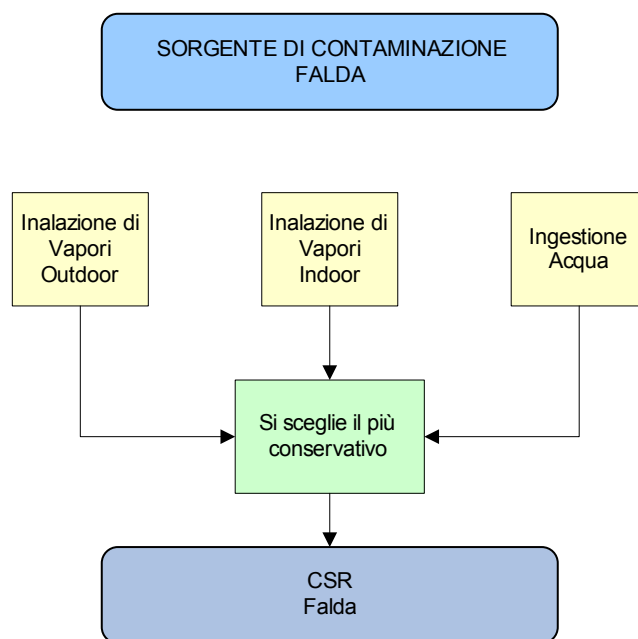 SORGENTE DI CONTAMINAZIONE
FALDA
Inalazione di
Vapori
Outdoor
Inalazione di
Vapori
Indoor
Ingestione
Acqua
Si sceglie il più
conservativo
CSR
Falda